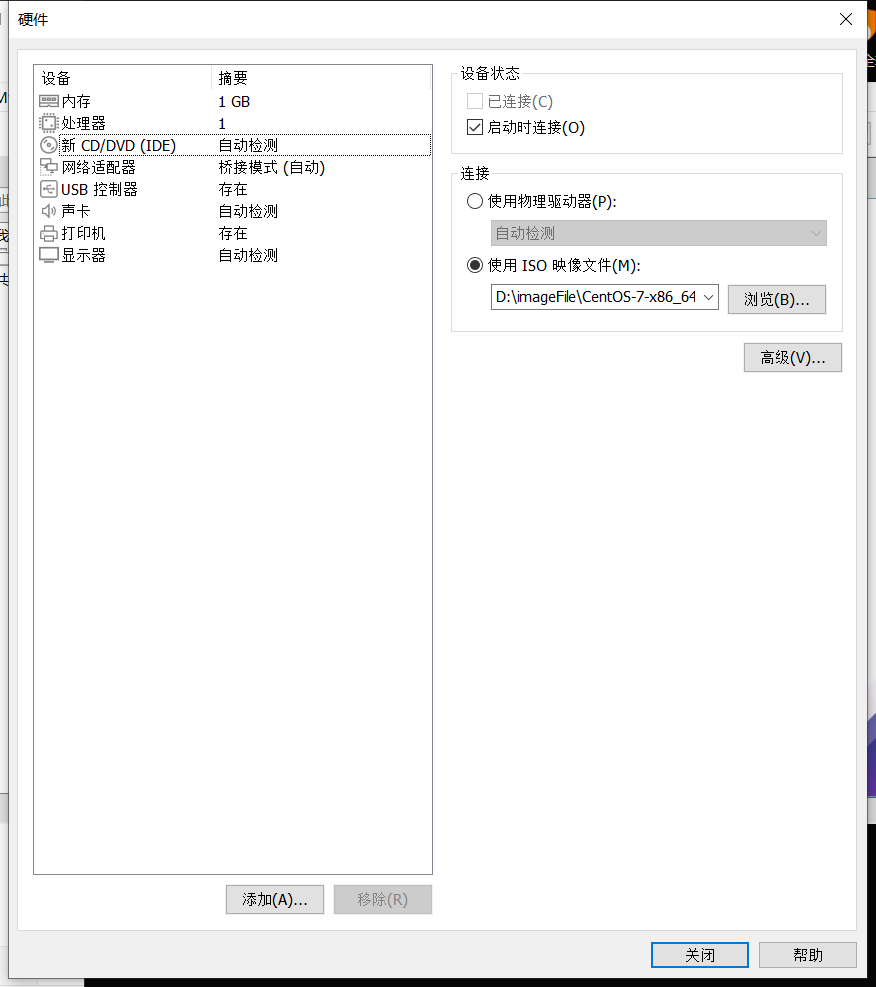 硬件
设备 摘要
内存 1 GB
处理器 1
新 CD/DVD (IDE) 自动检测
网络适配器 桥接模式 (自动)
USB 控制器 存在
声卡 自动检测
打印机 存在
显示器 自动检测
添加(A)... 移除(R)
设备状态
已连接(C)
启动时连接(O)
连接
使用物理驱动器(P):
自动检测
使用 ISO 映像文件(M):
D:\imageFile\CentOS-7-x86_64 浏览(B)...
高级(V)...
关闭 帮助